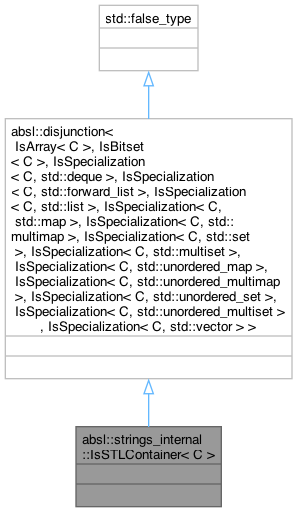 std::false_type
absl::disjunction<
IsArray< C >, IsBitset
< C >, IsSpecialization
< C, std::deque >, IsSpecialization
< C, std::forward_list >, IsSpecialization
< C, std::list >, IsSpecialization< C,
std::map >, IsSpecialization< C, std::
multimap >, IsSpecialization< C, std::set
>, IsSpecialization< C, std::multiset >,
IsSpecialization< C, std::unordered_map >,
IsSpecialization< C, std::unordered_multimap
>, IsSpecialization< C, std::unordered_set >,
IsSpecialization< C, std::unordered_multiset >
, IsSpecialization< C, std::vector > >
absl::strings_internal
::IsSTLContainer< C >